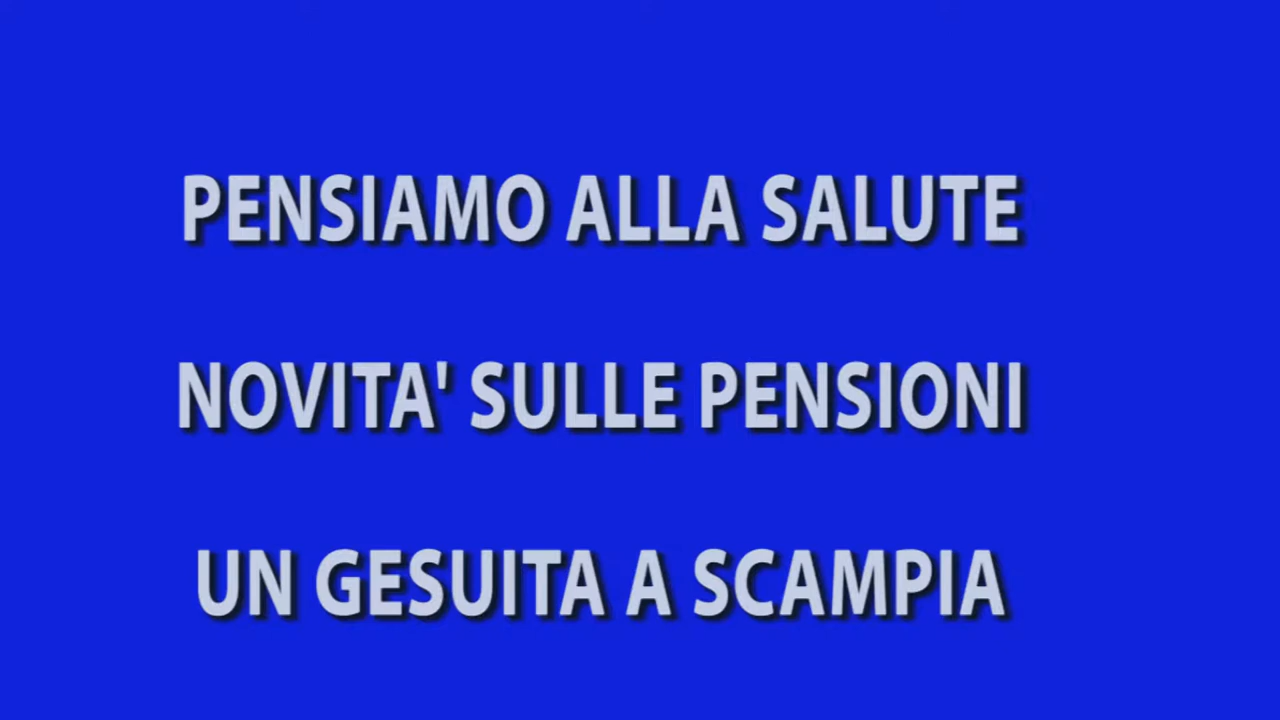 PENSIAMO ALLA SALUTE
NOVITA' SULLE PENSIONI
UN GESUITA A SCAMPIA